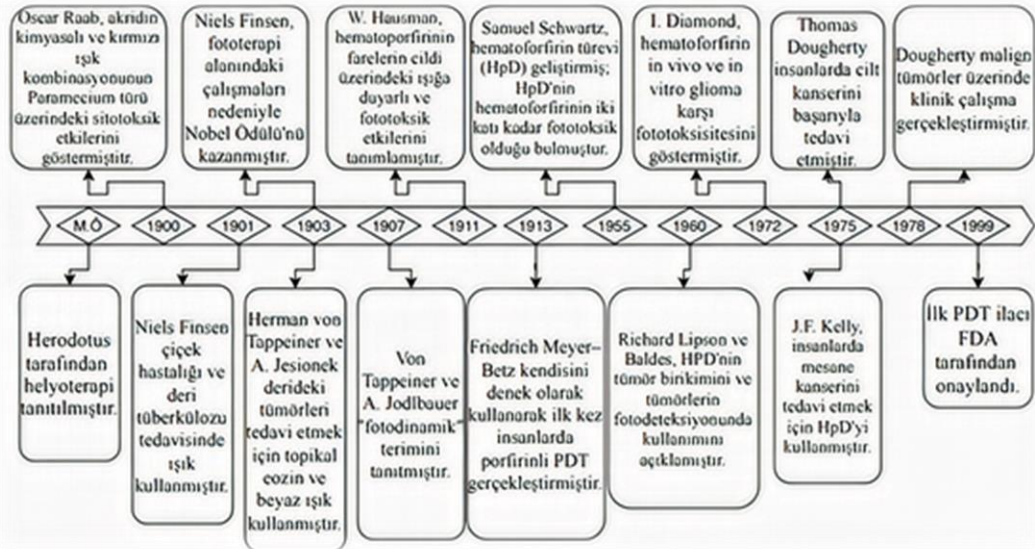 Oscar Raab, akridin
kimyasalı ve kırmızı
ışık
kombinasyonunun
Paramecium türü
üzerindeki sitotoksik
etkilerini
göstermiştitr.
Niels Finsen,
fototerapi
alanındaki
çalışmaları
nedeniyle
Nobel Ödülü'nü
kazanmıştır.
W. Hausman,
hematoporfirinin
farelerin cildi
üzerindeki ışığa
duyarlı ve
fototoksik
etkilerini
tanımlamıştır.
Samuel Schwartz,
hematoforfirin türevi
(HpD) geliştirmiş;
HpD'nin
hematoforfirinin iki
katı kadar fototoksik
olduğu bulmuştur.
I. Diamond,
hematoforfirin
in vivo ve in
vitro glioma
karşı
fototoksisitesini
göstermiştir.
Thomas
Dougherty
insanlarda cilt
kanserini
başarıyla
tedavi
etmiştir.
Dougherty malign
tümörler üzerinde
klinik çalışma
gerçekleştirmiştir.
M.Ö 1900 1901 1903 1907 1911 1913 1955 1960 1972 1975 1978 1999
Herodotus
tarafından
helyoterapi
tanıtılmıştır.
Niels Finsen
çiçek
hastalığı ve
deri
tüberkülozu
tedavisinde
ışık
kullanmıştır.
Herman von
Tappeiner ve
A. Jesionek
derideki
tümörleri
tedavi etmek
için topikal
eozin ve
beyaz ışık
kullanmıştır.
Von
Tappeiner ve
A. Jodlbauer
"fotodinamik"
terimini
tanıtmıştır.
Friedrich Meyer–
Betz kendisini
denek olarak
kullanarak ilk kez
insanlarda
porfirinli PDT
gerçekleştirmiştir.
Richard Lipson ve
Baldes, HPD'nin
tümör birikimini ve
tümörlerin
fotodeteksiyonunda
kullanımını
açıklamıştır.
J.F. Kelly,
insanlarda
mesane
kanserini
tedavi etmek
için HpD'yi
kullanmıştır.
İlk PDT ilacı
FDA
tarafından
onaylandı.